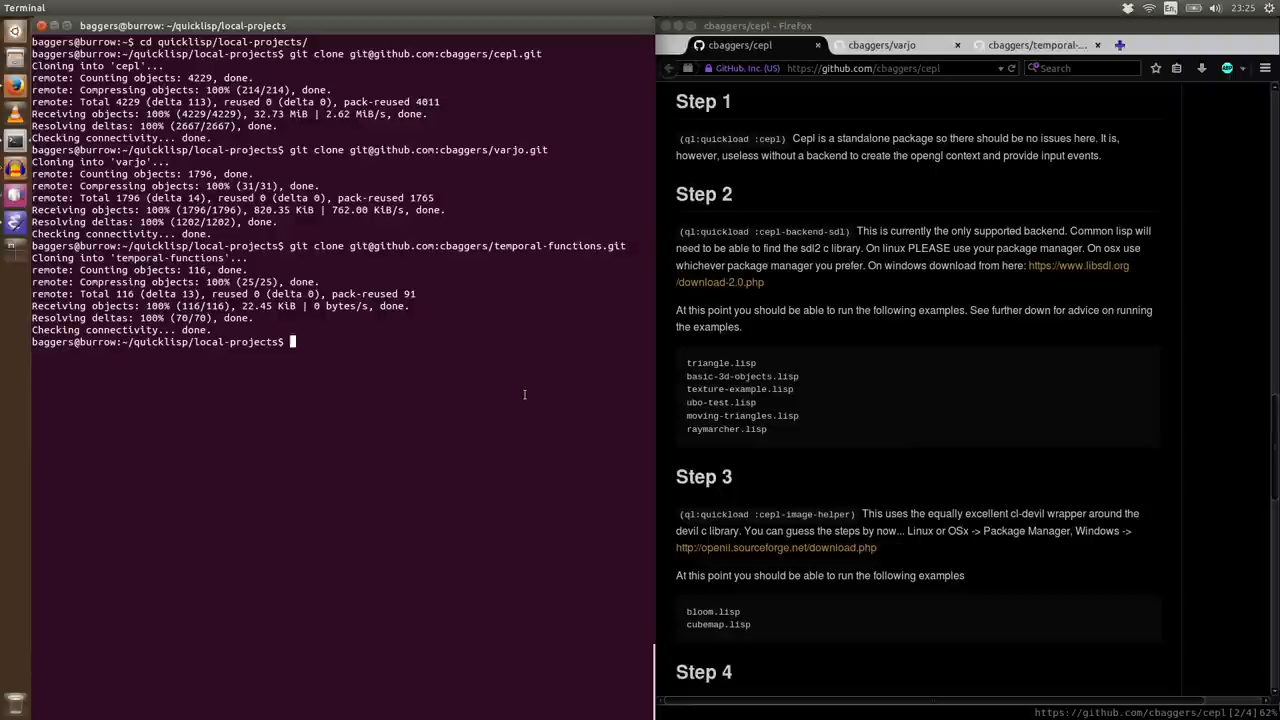 Terminal
23:25
En
baggers@burrow: ~/quicklisp/local-projects
baggers@burrow:~$ cd quicklisp/local-projects/
baggers@burrow:~/quicklisp/local-projects$ git clone git@github.com:cbaggers/cepl.git
Cloning into 'cepl'...
remote: Counting objects: 4229, done.
remote: Compressing objects: 100% (214/214), done.
remote: Total 4229 (delta 113), reused 0 (delta 0), pack-reused 4011
Receiving objects: 100% (4229/4229), 32.73 MiB | 2.62 MiB/s, done.
Resolving deltas: 100% (2667/2667), done.
Checking connectivity... done.
baggers@burrow:~/quicklisp/local-projects$ git clone git@github.com:cbaggers/varjo.git
Cloning into 'varjo'...
remote: Counting objects: 1796, done.
remote: Compressing objects: 100% (31/31), done.
remote: Total 1796 (delta 14), reused 0 (delta 0), pack-reused 1765
Receiving objects: 100% (1796/1796), 820.35 KiB | 762.00 KiB/s, done.
Resolving deltas: 100% (1202/1202), done.
Checking connectivity... done.
baggers@burrow:~/quicklisp/local-projects$ git clone git@github.com:cbaggers/temporal-functions.git
Cloning into 'temporal-functions'...
remote: Counting objects: 116, done.
remote: Compressing objects: 100% (25/25), done.
remote: Total 116 (delta 13), reused 0 (delta 0), pack-reused 91
Receiving objects: 100% (116/116), 22.45 KiB | 0 bytes/s, done.
Resolving deltas: 100% (70/70), done.
Checking connectivity... done.
baggers@burrow:~/quicklisp/local-projects$
cbaggers/cepl - Firefox
cbaggers/cepl
cbaggers/varjo
cbaggers/temporal-...
GitHub, Inc. (US)
https://github.com/cbaggers/cepl
Search
ABP
Step 1
(ql:quickload :cepl) Cepl is a standalone package so there should be no issues here. It is,
however, useless without a backend to create the opengl context and provide input events.
Step 2
(ql:quickload :cepl-backend-sdl) This is currently the only supported backend. Common lisp will
need to be able to find the sdl2 c library. On linux PLEASE use your package manager. On osx use
whichever package manager you prefer. On windows download from here: https://www.libsdl.org
/download-2.0.php
At this point you should be able to run the following examples. See further down for advice on running
the examples.
triangle.lisp
basic-3d-objects.lisp
texture-example.lisp
ubo-test.lisp
moving-triangles.lisp
raymarcher.lisp
Step 3
(ql:quickload :cepl-image-helper) This uses the equally excellent cl-devil wrapper around the
devil c library. You can guess the steps by now... Linux or OSx -> Package Manager, Windows ->
http://openil.sourceforge.net/download.php
At this point you should be able to run the following examples
bloom.lisp
cubemap.lisp
Step 4
https://github.com/cbaggers/cepl[2/4]62%